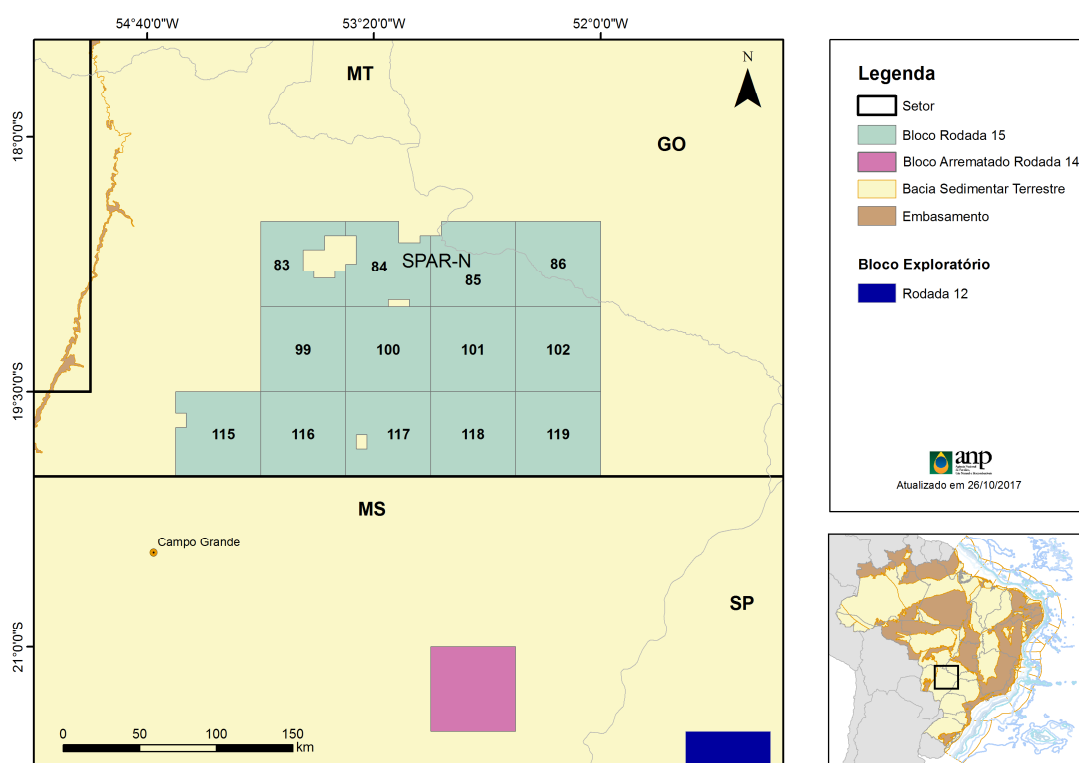 54°40'0"W
53°20'0"W
52°0'0"W
18°0'0"S
19°30'0"S
21°0'0"S
MT
N
GO
83
84
SPAR-N
85
86
99
100
101
102
115
116
117
118
119
MS
Campo Grande
SP
0
50
100
150
km
Legenda
Setor
Bloco Rodada 15
Bloco Arrematado Rodada 14
Bacia Sedimentar Terrestre
Embasamento
Bloco Exploratório
Rodada 12
anp
Atualizado em 26/10/2017